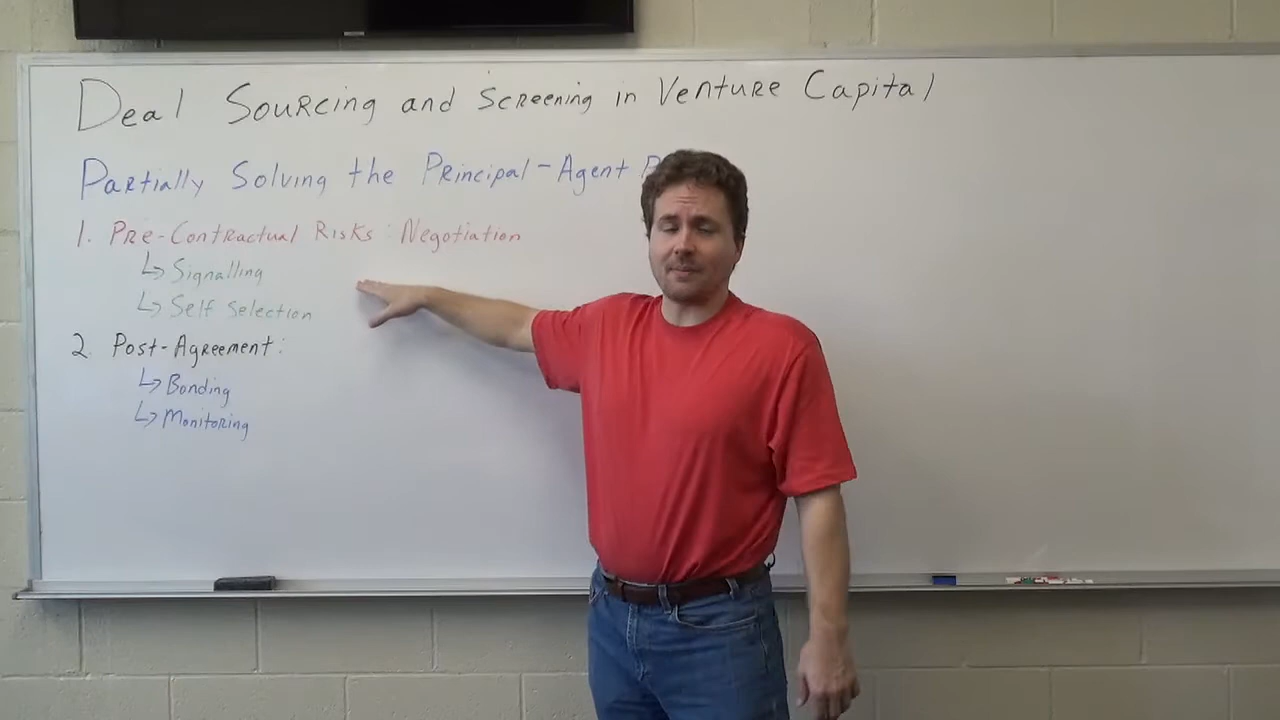 Deal Sourcing and Screening in Venture Capital
Partially Solving the Principal-Agent
1. Pre-Contractual Risks: Negotiation
↳ Signalling
↳ Self Selection
2. Post-Agreement:
↳ Bonding
↳ Monitoring